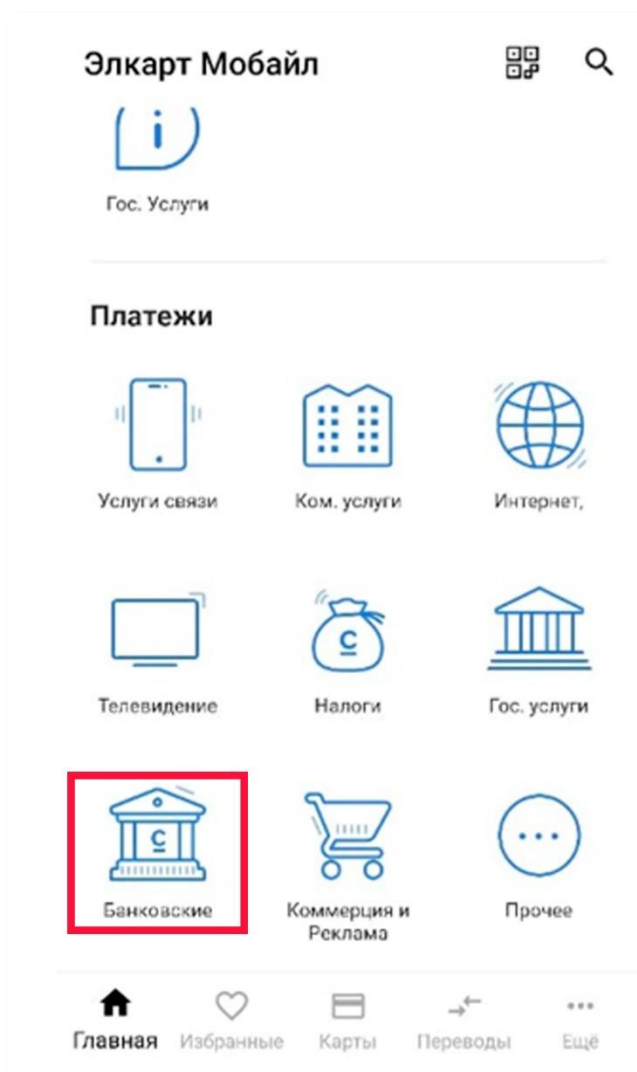 Элкарт Мобайл
Гос. Услуги
Платежи
Услуги связи
Ком. услуги
Интернет,
Телевидение
Налоги
Гос. услуги
Банковские
Коммерция и
Реклама
Прочее
Главная
Избранные
Карты
Переводы
Ещё